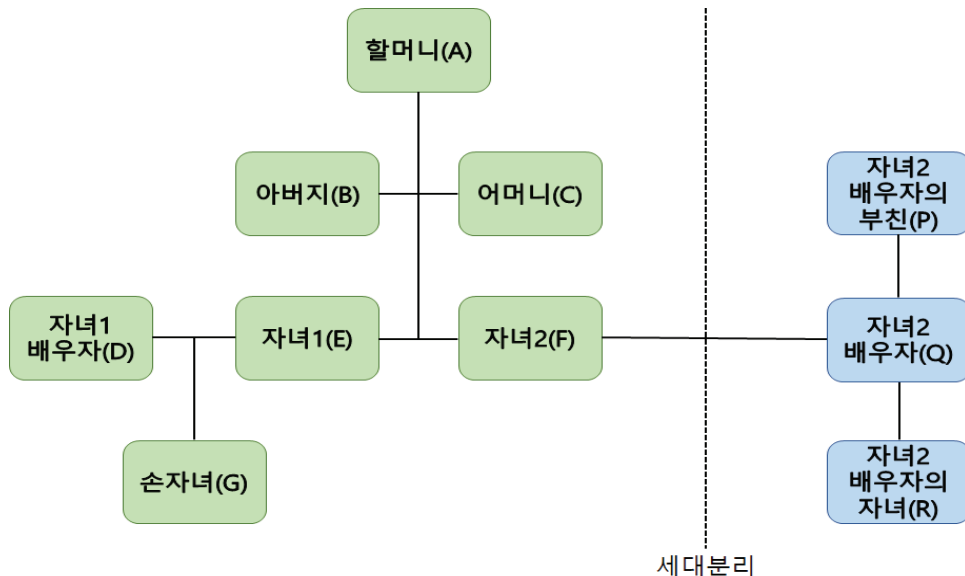 할머니(A)
아버지(B)
어머니(C)
자녀2
배우자의
부친(P)
자녀1
배우자(D)
자녀1(E)
자녀2(F)
자녀2
배우자(Q)
손자녀(G)
자녀2
배우자의
자녀(R)
세대분리